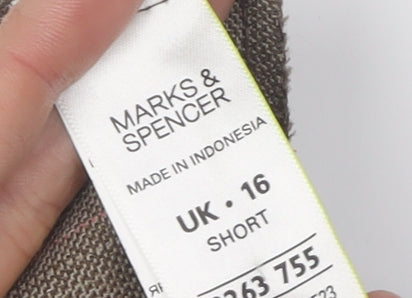 MARKS &
SPENCER
MADE IN INDONESIA
UK • 16
SHORT
263 755